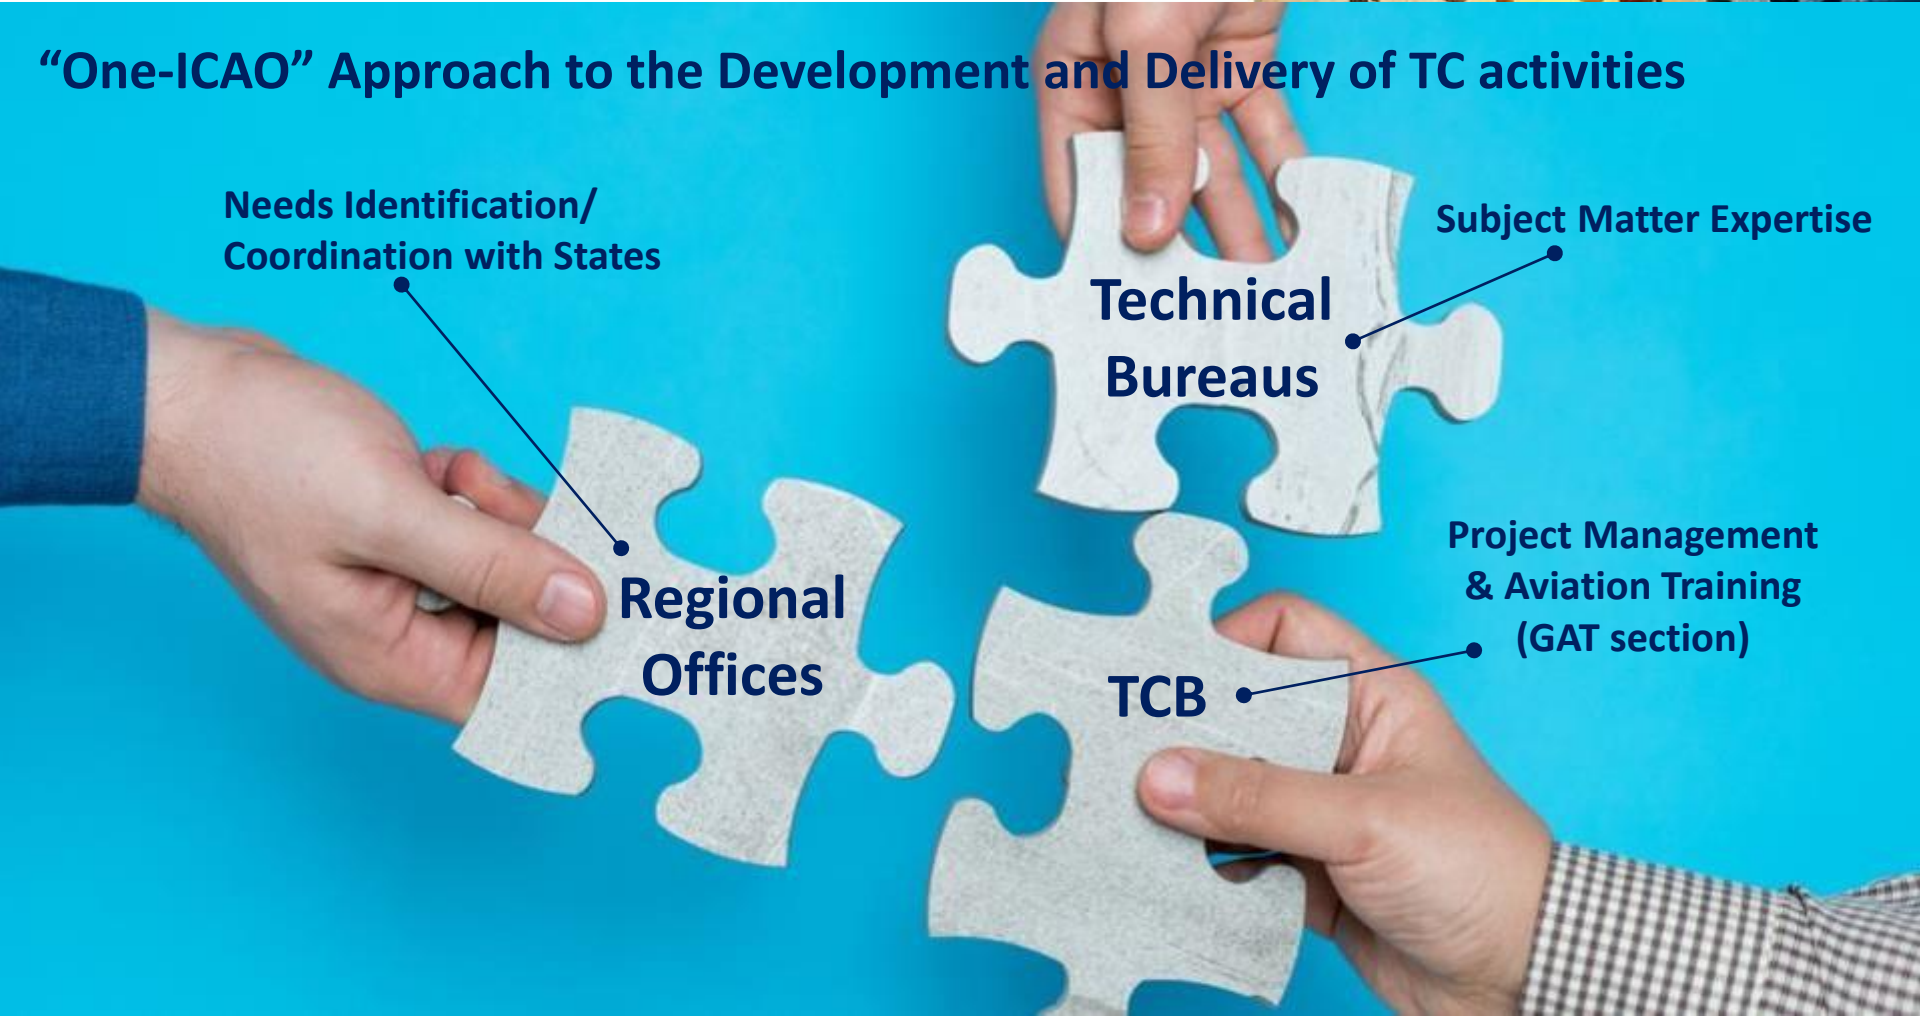 “One-ICAO” Approach to the Development and Delivery of TC activities
Needs Identification/
Coordination with States
Subject Matter Expertise
Technical
Bureaus
Regional
Offices
Project Management
& Aviation Training
(GAT section)
TCB